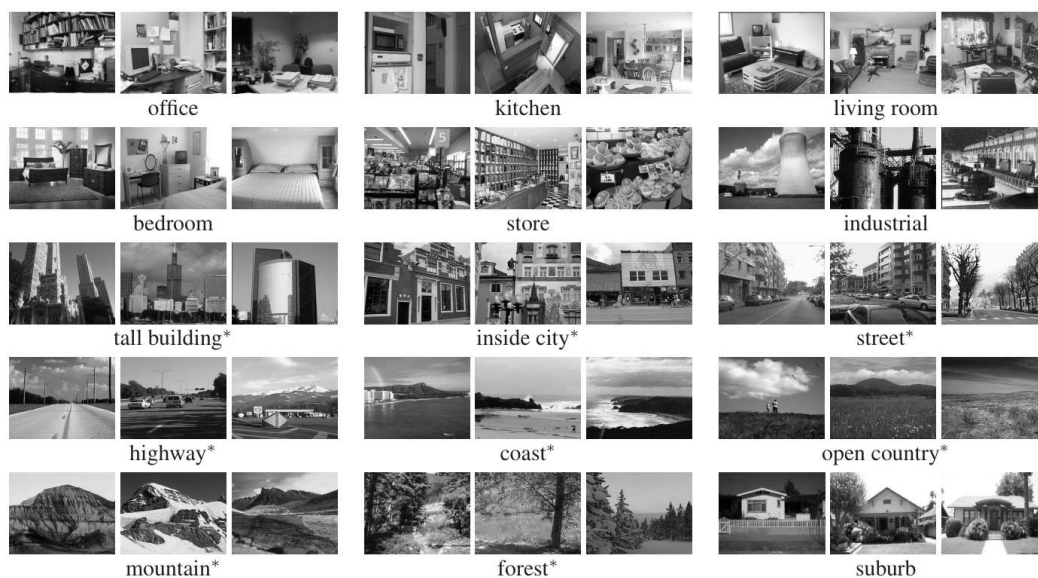 office
kitchen
living room
5
bedroom
store
industrial
tall building*
inside city*
street*
highway*
coast*
open country*
mountain*
forest*
suburb